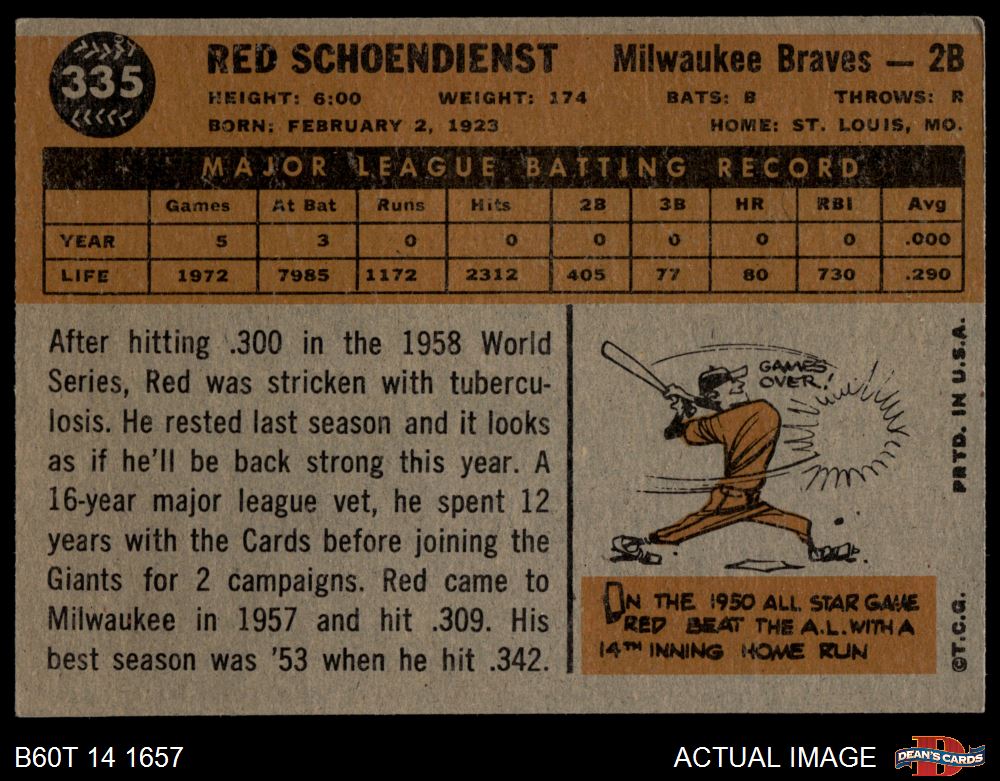 335
RED SCHOENDIENST Milwaukee Braves — 2B
HEIGHT: 6:00 WEIGHT: 174 BATS: B THROWS: R
BORN: FEBRUARY 2, 1923 HOME: ST. LOUIS, MO.
MAJOR LEAGUE BATTING RECORD
Games At Bat Runs Hits 2B 3B HR RBI Avg
YEAR 5 3 0 0 0 0 0 0 .000
LIFE 1972 7985 1172 2312 405 77 80 730 .290
After hitting .300 in the 1958 World
Series, Red was stricken with tubercu-
losis. He rested last season and it looks
as if he'll be back strong this year. A
16-year major league vet, he spent 12
years with the Cards before joining the
Giants for 2 campaigns. Red came to
Milwaukee in 1957 and hit .309. His
best season was '53 when he hit .342.
GAMES
OVER!
ON THE 1950 ALL STAR GAME
RED BEAT THE A.L. WITH A
14TH INNING HOME RUN
PRTD. IN U.S.A.
©T.C.G.
B60T 14 1657
ACTUAL IMAGE
D
DEAN'S CARDS